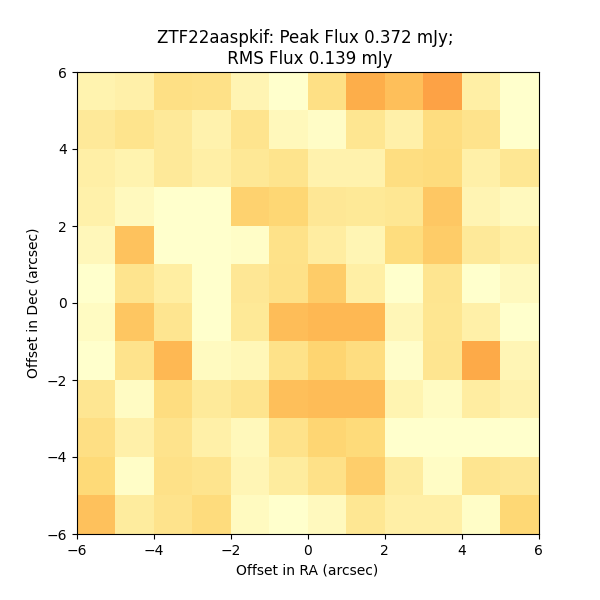 ZTF22aaspkif: Peak Flux 0.372 mJy;
RMS Flux 0.139 mJy
6
4
2
0
−2
−4
−6
Offset in Dec (arcsec)
−6 −4 −2 0 2 4 6
Offset in RA (arcsec)